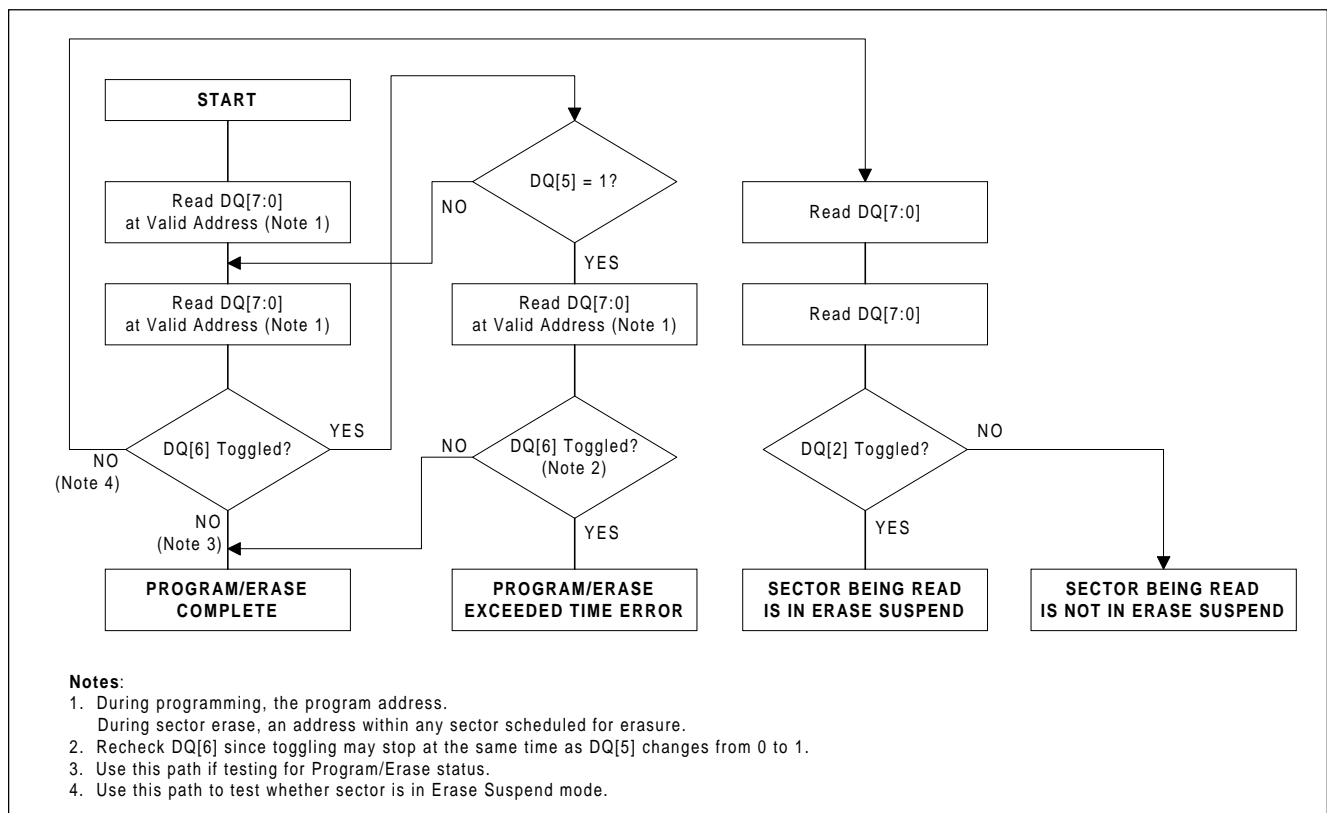 START
Read DQ[7:0]
at Valid Address (Note 1)
Read DQ[7:0]
at Valid Address (Note 1)
DQ[6] Toggled?
YES
NO
(Note 4)
NO
(Note 3)
PROGRAM/ERASE
COMPLETE
DQ[5] = 1?
NO
YES
Read DQ[7:0]
at Valid Address (Note 1)
DQ[6] Toggled?
(Note 2)
NO
YES
PROGRAM/ERASE
EXCEEDED TIME ERROR
Read DQ[7:0]
Read DQ[7:0]
DQ[2] Toggled?
NO
YES
SECTOR BEING READ
IS IN ERASE SUSPEND
SECTOR BEING READ
IS NOT IN ERASE SUSPEND
Notes:
1. During programming, the program address.
During sector erase, an address within any sector scheduled for erasure.
2. Recheck DQ[6] since toggling may stop at the same time as DQ[5] changes from 0 to 1.
3. Use this path if testing for Program/Erase status.
4. Use this path to test whether sector is in Erase Suspend mode.